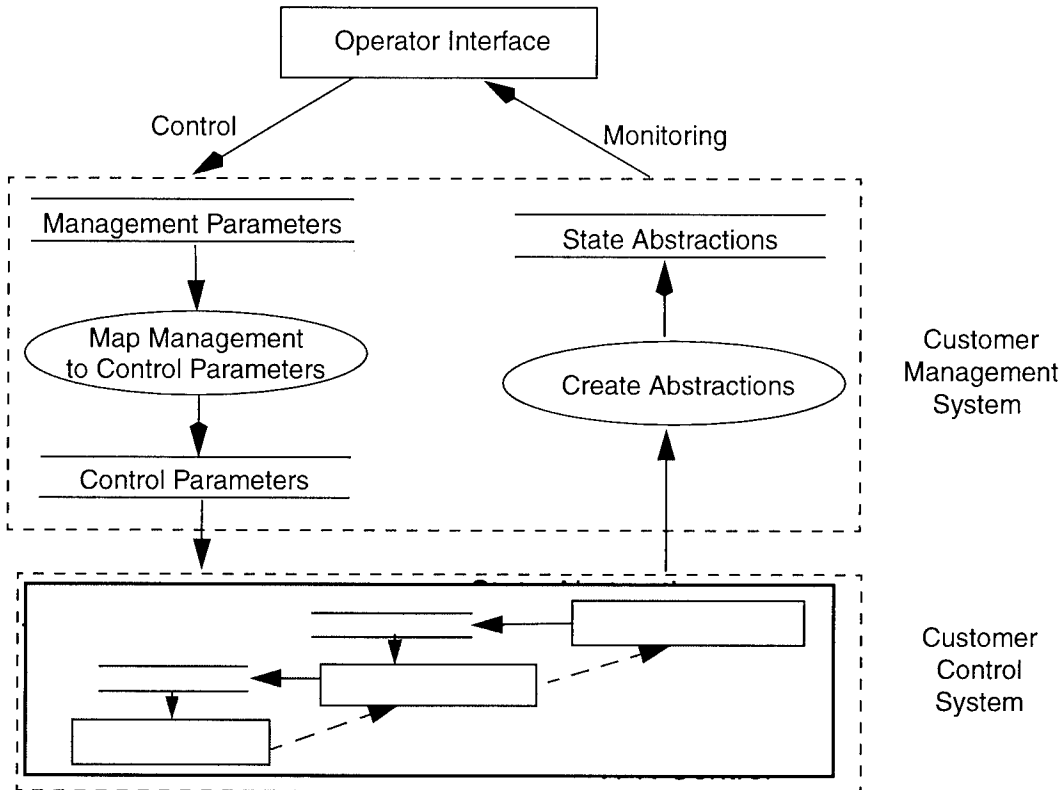 Operator Interface
Control
Monitoring
Management Parameters
State Abstractions
Map Management
to Control Parameters
Create Abstractions
Customer
Management
System
Control Parameters
Customer
Control
System